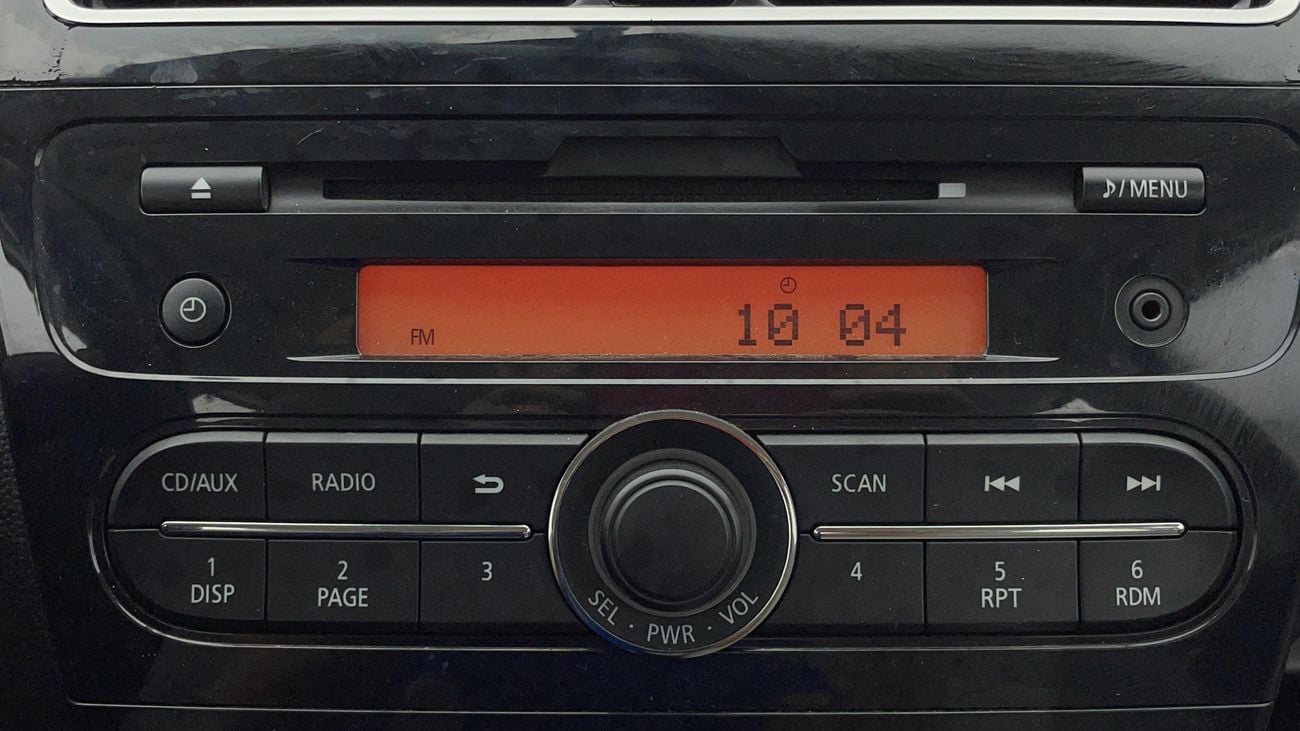 ♪/MENU
FM 10 04
CD/AUX RADIO SCAN
1 2 3 4 5 6
DISP PAGE RPT RDM
SEL · PWR · VOL